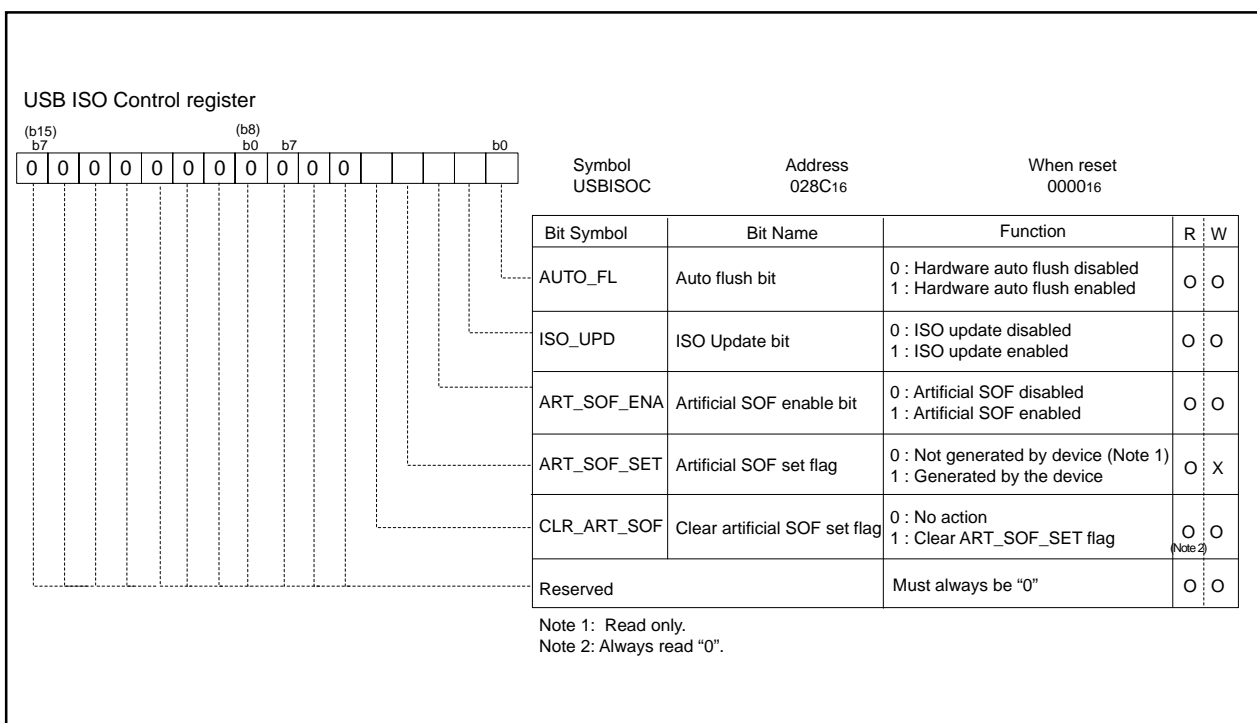 USB ISO Control register
(b15) (b8)
b7 b0 b7 b0
0 0 0 0 0 0 0 0 0 0 0
Symbol Address When reset
USBISOC 028C16 000016
Bit Symbol Bit Name Function R W
AUTO_FL Auto flush bit 0 : Hardware auto flush disabled
1 : Hardware auto flush enabled O O
ISO_UPD ISO Update bit 0 : ISO update disabled
1 : ISO update enabled O O
ART_SOF_ENA Artificial SOF enable bit 0 : Artificial SOF disabled
1 : Artificial SOF enabled O O
ART_SOF_SET Artificial SOF set flag 0 : Not generated by device (Note 1)
1 : Generated by the device O X
CLR_ART_SOF Clear artificial SOF set flag 0 : No action
1 : Clear ART_SOF_SET flag O O
(Note 2)
Reserved Must always be “0” O O
Note 1: Read only.
Note 2: Always read “0”.